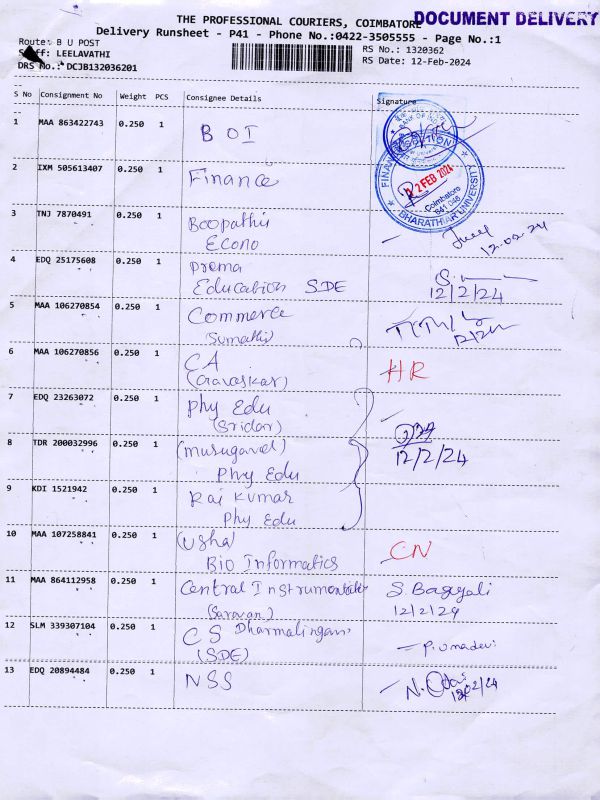 THE PROFESSIONAL COURIERS, COIMBATORE
DOCUMENT DELIVERY
Delivery Runsheet - P41 - Phone No.:0422-3505555 - Page No.:1
Route: B U POST
RS No.: 1320362
Staff: LEELAVATHI
RS Date: 12-Feb-2024
DRS No.: DCJB132036201
S No Consignment No Weight PCS Consignee Details Signature
1 MAA 863422743 0.250 1 BOI
2 IXM 505613407 0.250 1 Finance
12 FEB 2024
Coimbatore
641 046
BHARATHIAR UNIVERSITY
3 TNJ 7870491 0.250 1 Boopathi
Econo
12.02.24
4 EDQ 25175608 0.250 1 Prema
Education SDE
12/2/24
5 MAA 106270854 0.250 1 Commerce
(Sumathi)
6 MAA 106270856 0.250 1 CA HR
7 EDQ 23263072 0.250 1 Phy Edu
(Sridar)
8 TDR 200032996 0.250 1 (Murugavel)
Phy Edu
12/2/24
9 KDI 1521942 0.250 1 Raj Kumar
Phy Edu
10 MAA 107258841 0.250 1 (Usha)
Bio Informatics
CN
11 MAA 864112958 0.250 1 Central Instrumentation
(Saravan)
12/2/24
12 SLM 339307104 0.250 1 CS Dharmalingam
(SDE)
P. Umadevi
13 EDQ 20894484 0.250 1 NSS
12/02/24